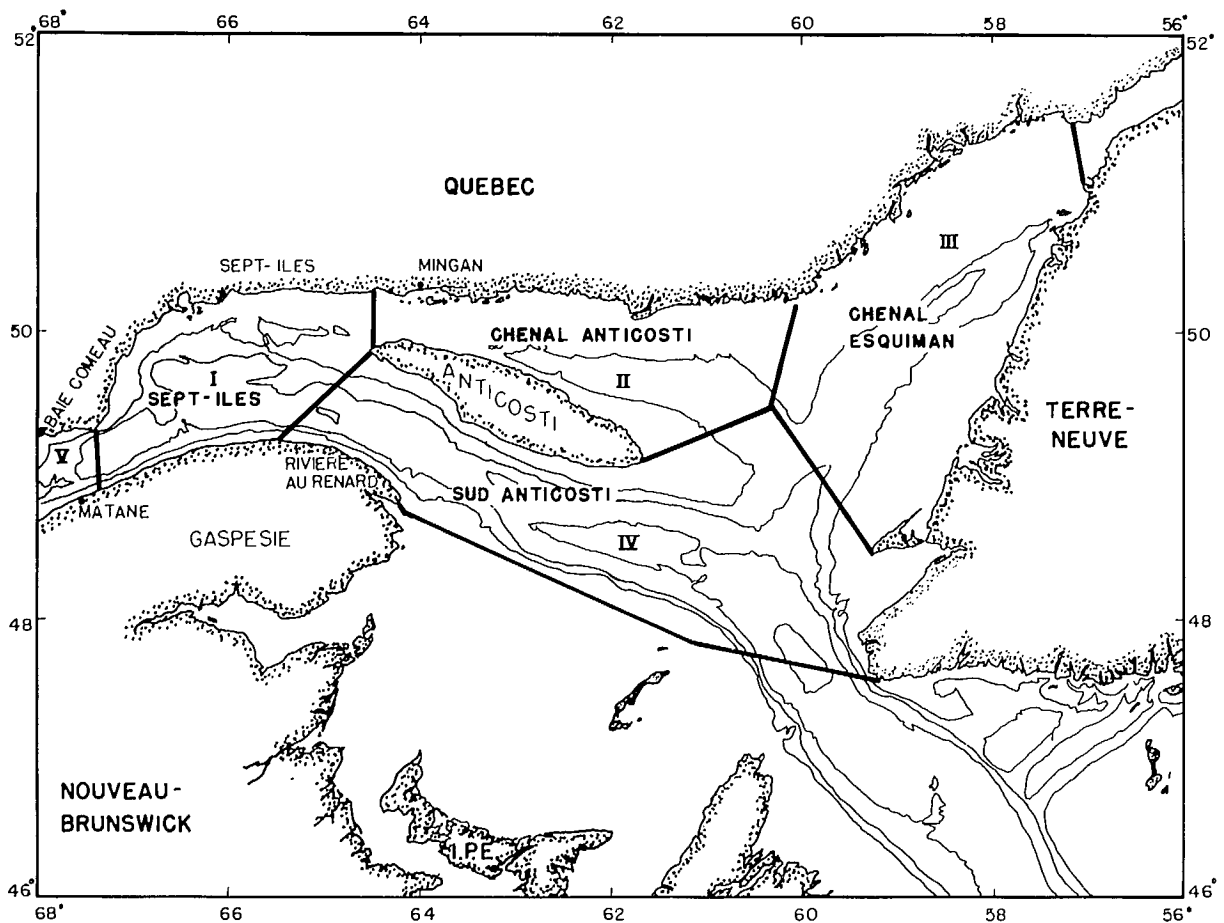 68° 66 64 62 60 58 56°
52° 52°
QUÉBEC
III
SEPT-ILES MINGAN
50 50
CHENAL ANTICOSTI
CHENAL
ESQUIMAN
BAIE COMEAU
ANTICOSTI
II
I
SEPT-ILES
TERRE-
NEUVE
V
RIVIERE
AU RENARD
SUD ANTICOSTI
MATANE
GASPESIE
IV
48 48
NOUVEAU-
BRUNSWICK
I.P.E.
46° 46°
68° 66 64 62 60 58 56°